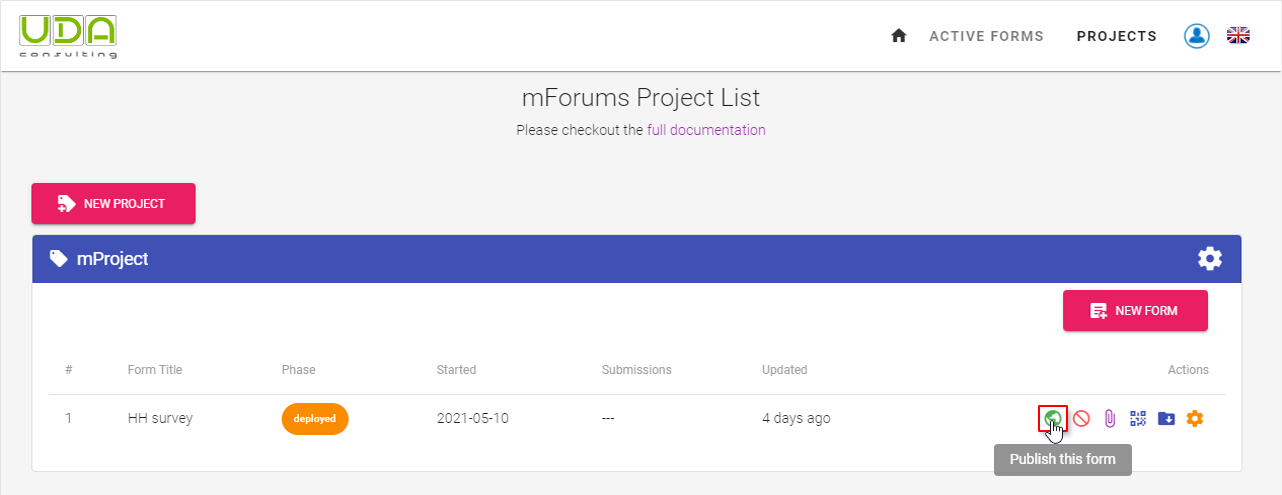 UDA
consulting
ACTIVE FORMS PROJECTS
mForums Project List
Please checkout the full documentation
NEW PROJECT
mProject
NEW FORM
# Form Title Phase Started Submissions Updated Actions
1 HH survey deployed 2021-05-10 --- 4 days ago
Publish this form